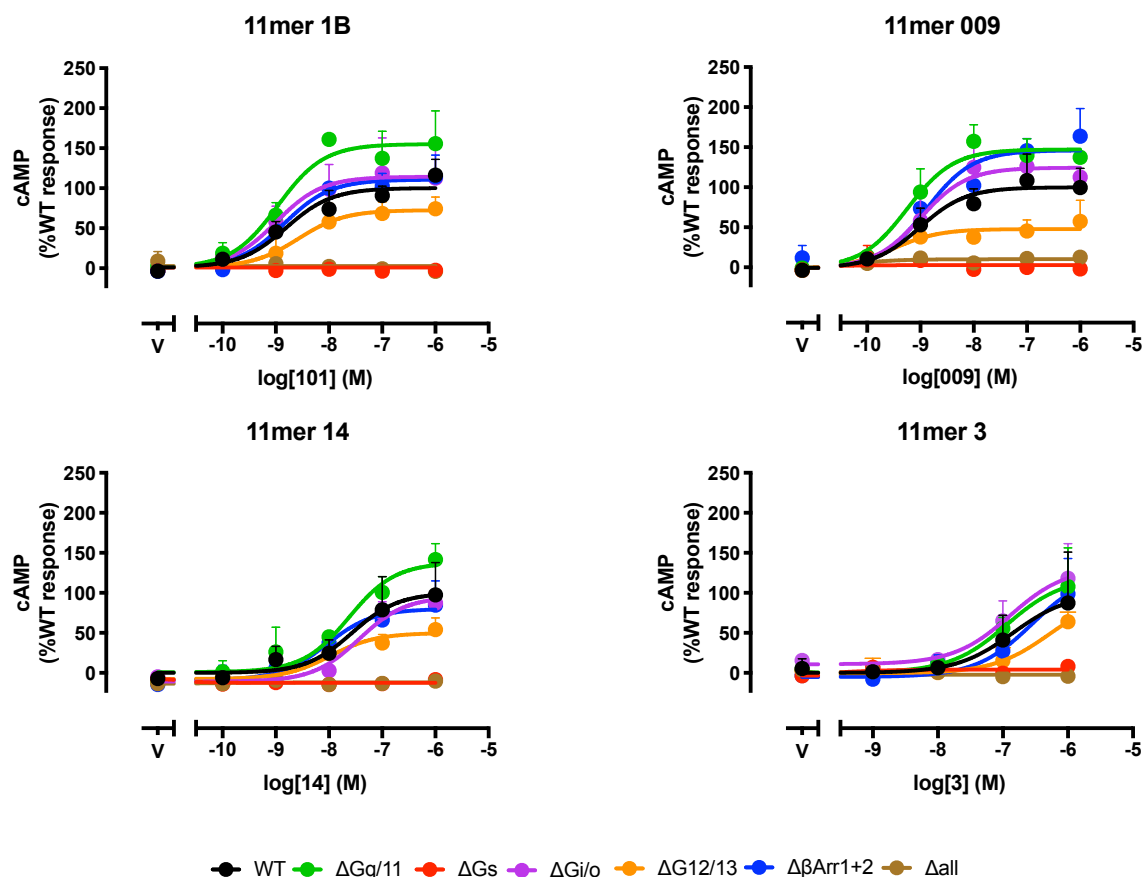 11mer 1B
cAMP
(%WT response)
250
200
150
100
50
0
V
-10 -9 -8 -7 -6 -5
log[101] (M)
11mer 009
cAMP
(%WT response)
250
200
150
100
50
0
V
-10 -9 -8 -7 -6 -5
log[009] (M)
11mer 14
cAMP
(%WT response)
250
200
150
100
50
0
V
-10 -9 -8 -7 -6 -5
log[14] (M)
11mer 3
cAMP
(%WT response)
250
200
150
100
50
0
V
-9 -8 -7 -6 -5
log[3] (M)
WT ΔGq/11 ΔGs ΔGi/o ΔG12/13 ΔβArr1+2 Δall